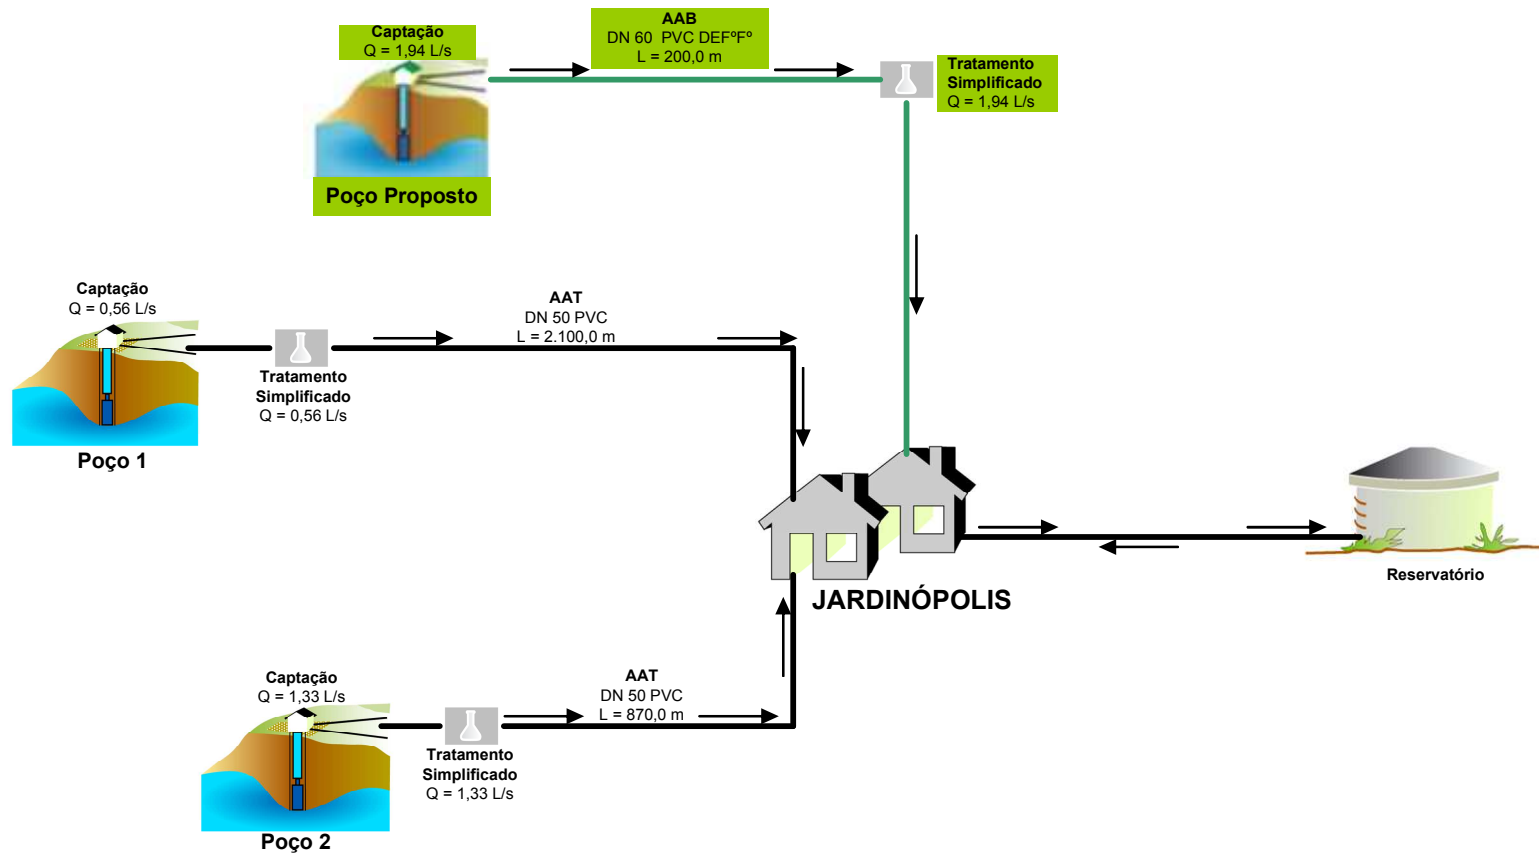 Captação
Q = 1,94 L/s
AAB
DN 60  PVC DEFºFº
L = 200,0 m
Tratamento
Simplificado
Q = 1,94 L/s
Poço Proposto
Captação
Q = 0,56 L/s
AAT
DN 50 PVC
L = 2.100,0 m
Tratamento
Simplificado
Q = 0,56 L/s
Poço 1
Reservatório
JARDINÓPOLIS
Captação
Q = 1,33 L/s
AAT
DN 50 PVC
L = 870,0 m
Tratamento
Simplificado
Q = 1,33 L/s
Poço 2